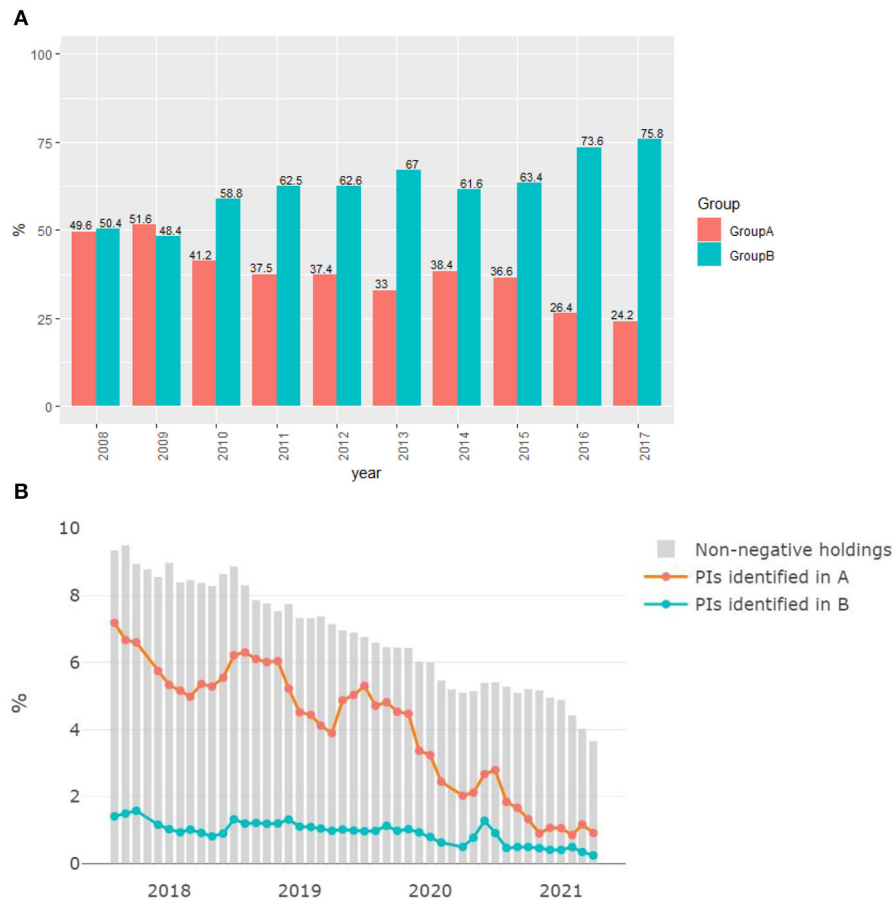 A
100
75
50
25
0
%
49.6 50.4 51.6 48.4 41.2 58.8 37.5 62.5 37.4 62.6 33 67 38.4 61.6 36.6 63.4 26.4 73.6 24.2 75.8
2008 2009 2010 2011 2012 2013 2014 2015 2016 2017
year
Group
GroupA
GroupB
B
10
8
6
4
2
0
%
2018 2019 2020 2021
Non-negative holdings
PIs identified in A
PIs identified in B